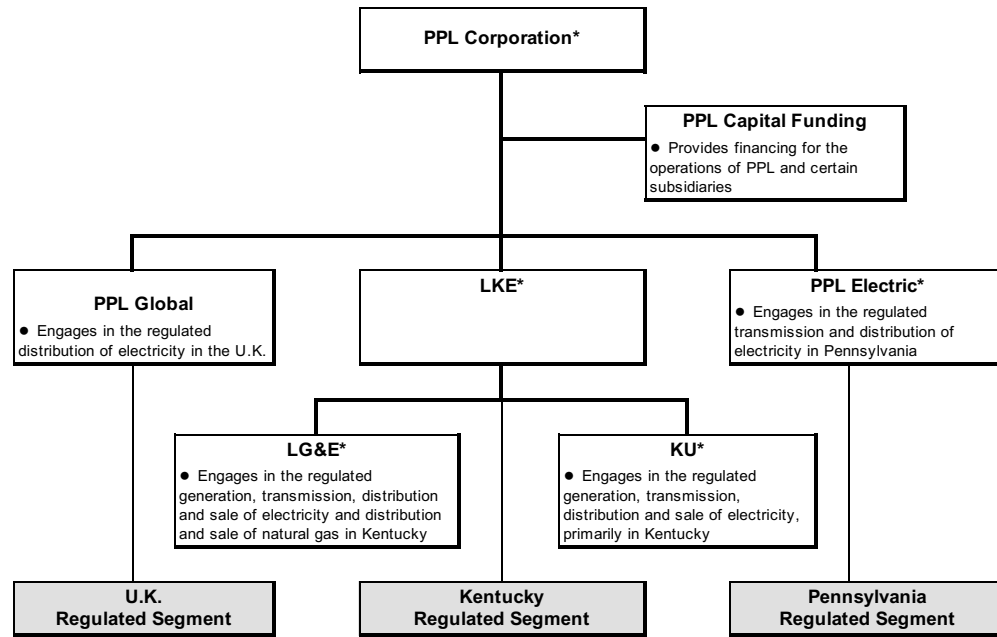 PPL Corporation*
PPL Capital Funding
● Provides financing for the
operations of PPL and certain
subsidiaries
PPL Global
● Engages in the regulated
distribution of electricity in the U.K.
LKE*
PPL Electric*
● Engages in the regulated
transmission and distribution of
electricity in Pennsylvania
LG&E*
● Engages in the regulated
generation, transmission, distribution
and sale of electricity and distribution
and sale of natural gas in Kentucky
KU*
● Engages in the regulated
generation, transmission,
distribution and sale of electricity,
primarily in Kentucky
U.K.
Regulated Segment
Kentucky
Regulated Segment
Pennsylvania
Regulated Segment